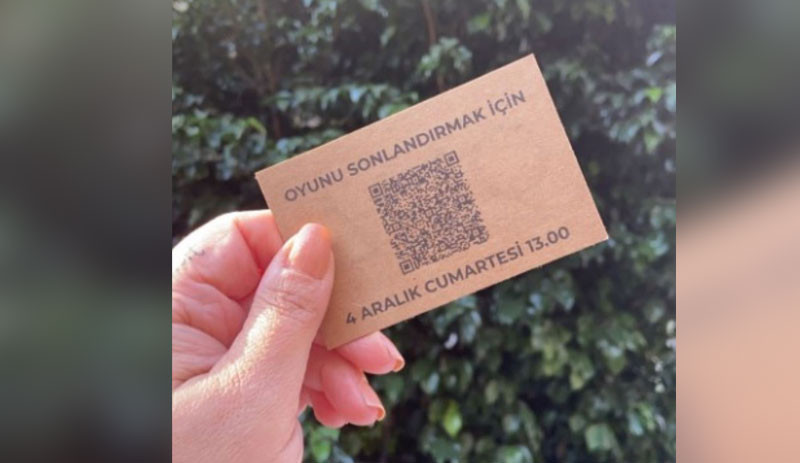 OYUNU SONLANDIRMAK İÇİN
4 ARALIK CUMARTESİ 13.00